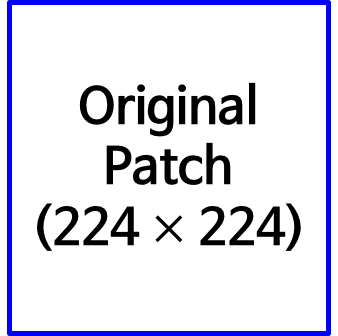 Original
Patch
(224 × 224)